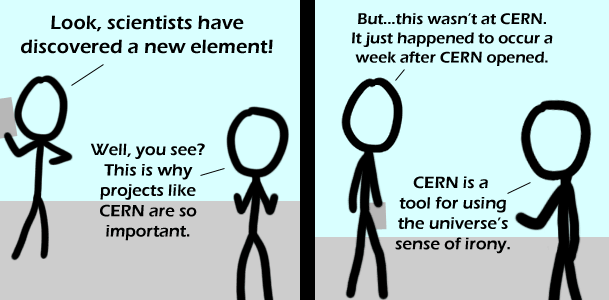 Look, scientists have
discovered a new element!
Well, you see?
This is why
projects like
CERN are so
important.
But...this wasn't at CERN.
It just happened to occur a
week after CERN opened.
CERN is a
tool for using
the universe's
sense of irony.